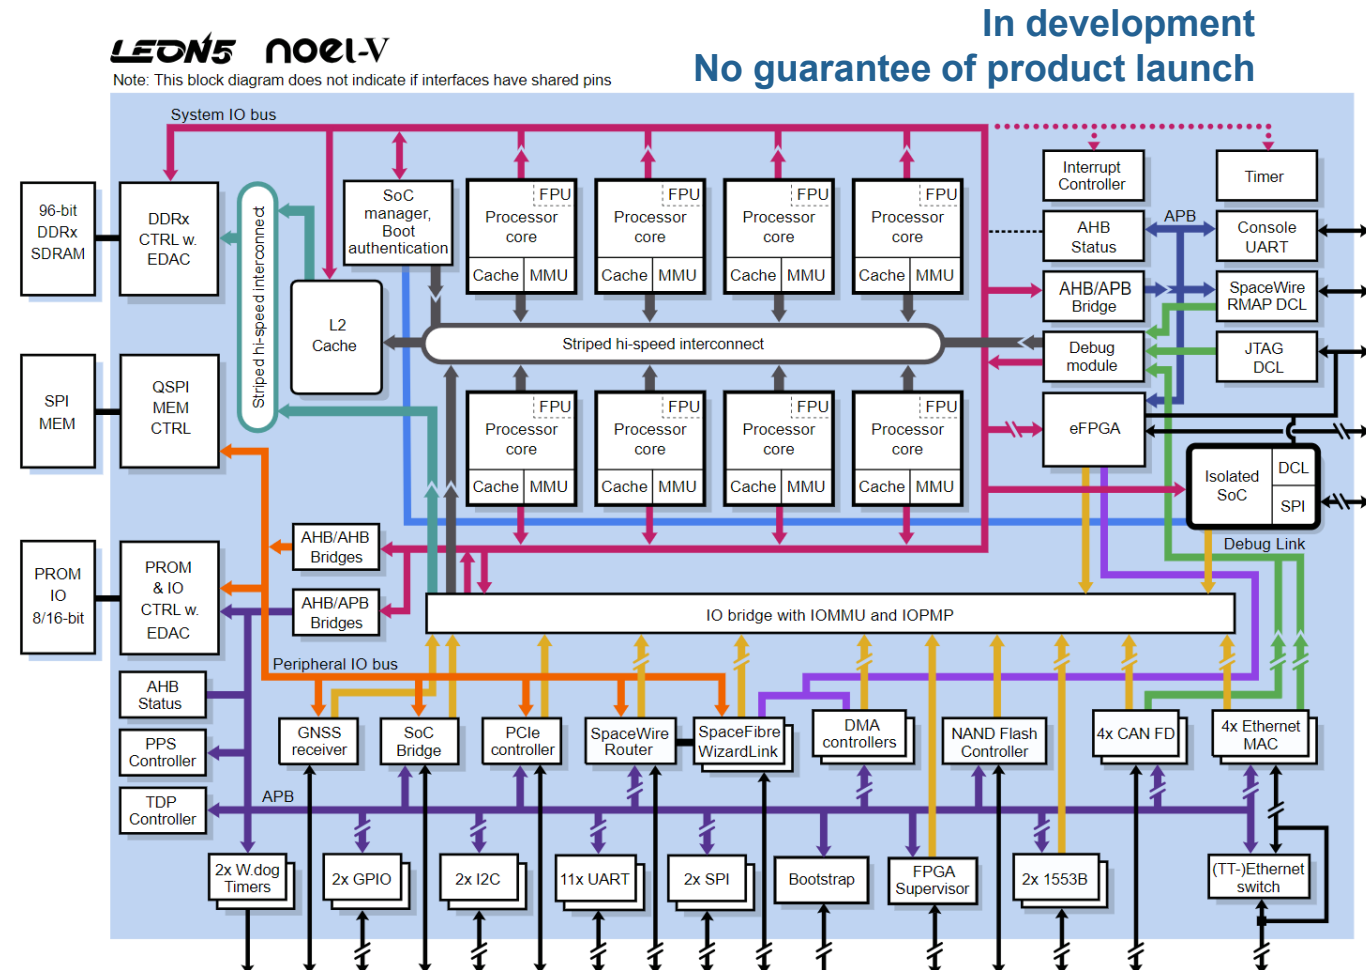 In development
No guarantee of product launch
LEON5 noel-V
Note: This block diagram does not indicate if interfaces have shared pins
System IO bus
96-bit
DDRx
SDRAM
DDRx
CTRL w.
EDAC
Striped hi-speed interconnect
SoC
manager,
Boot
authentication
L2
Cache
FPU
Processor
core
Cache MMU
FPU
Processor
core
Cache MMU
FPU
Processor
core
Cache MMU
FPU
Processor
core
Cache MMU
Interrupt
Controller
Timer
AHB
Status
APB
Console
UART
AHB/APB
Bridge
SpaceWire
RMAP DCL
Striped hi-speed interconnect
Debug
module
JTAG
DCL
SPI
MEM
QSPI
MEM
CTRL
FPU
Processor
core
Cache MMU
FPU
Processor
core
Cache MMU
FPU
Processor
core
Cache MMU
FPU
Processor
core
Cache MMU
eFPGA
Isolated
SoC
DCL
SPI
Debug Link
PROM
IO
8/16-bit
PROM
& IO
CTRL w.
EDAC
AHB/AHB
Bridges
AHB/APB
Bridges
IO bridge with IOMMU and IOPMP
Peripheral IO bus
AHB
Status
PPS
Controller
TDP
Controller
APB
GNSS
receiver
SoC
Bridge
PCIe
controller
SpaceWire
Router
SpaceFibre
WizardLink
DMA
controllers
NAND Flash
Controller
4x CAN FD
4x Ethernet
MAC
2x W.dog
Timers
2x GPIO
2x I2C
11x UART
2x SPI
Bootstrap
FPGA
Supervisor
2x 1553B
(TT-)Ethernet
switch